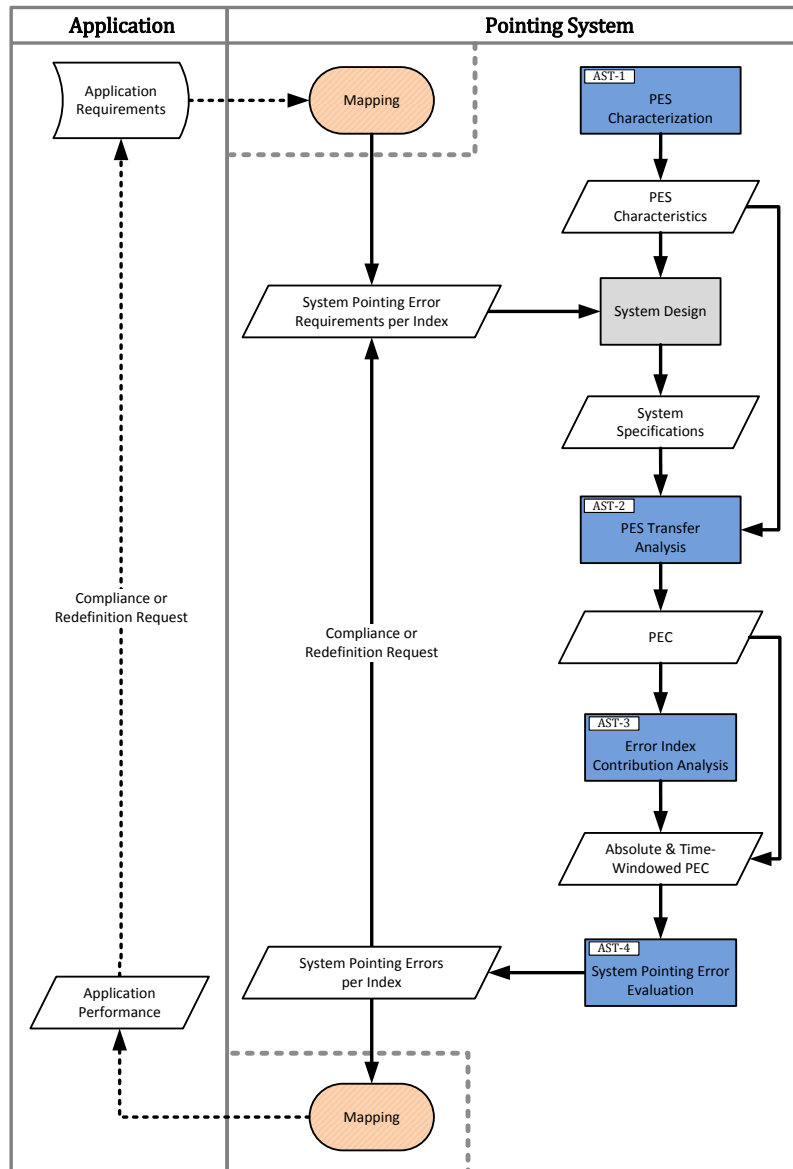 Application
Pointing System
Application
Requirements
Mapping
AST-1
PES
Characterization
PES
Characteristics
System Pointing Error
Requirements per Index
System Design
System
Specifications
AST-2
PES Transfer
Analysis
Compliance or
Redefinition Request
Compliance or
Redefinition Request
PEC
AST-3
Error Index
Contribution Analysis
Absolute & Time-
Windowed PEC
AST-4
System Pointing Error
Evaluation
System Pointing Errors
per Index
Application
Performance
Mapping